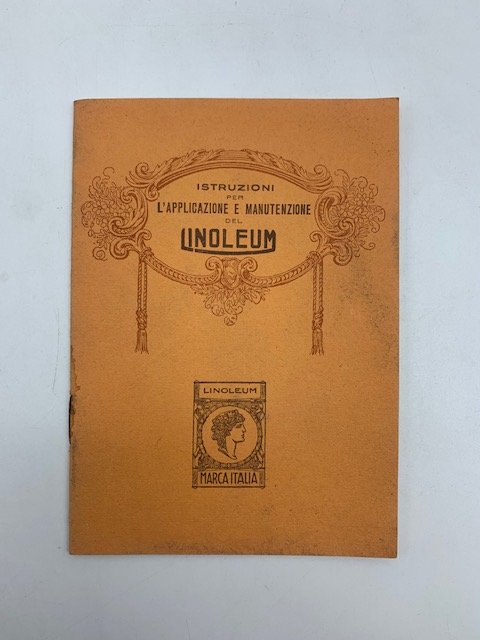 ISTRUZIONI
PER
L'APPLICAZIONE E MANUTENZIONE
DEL
LINOLEUM
LINOLEUM
MARCA ITALIA